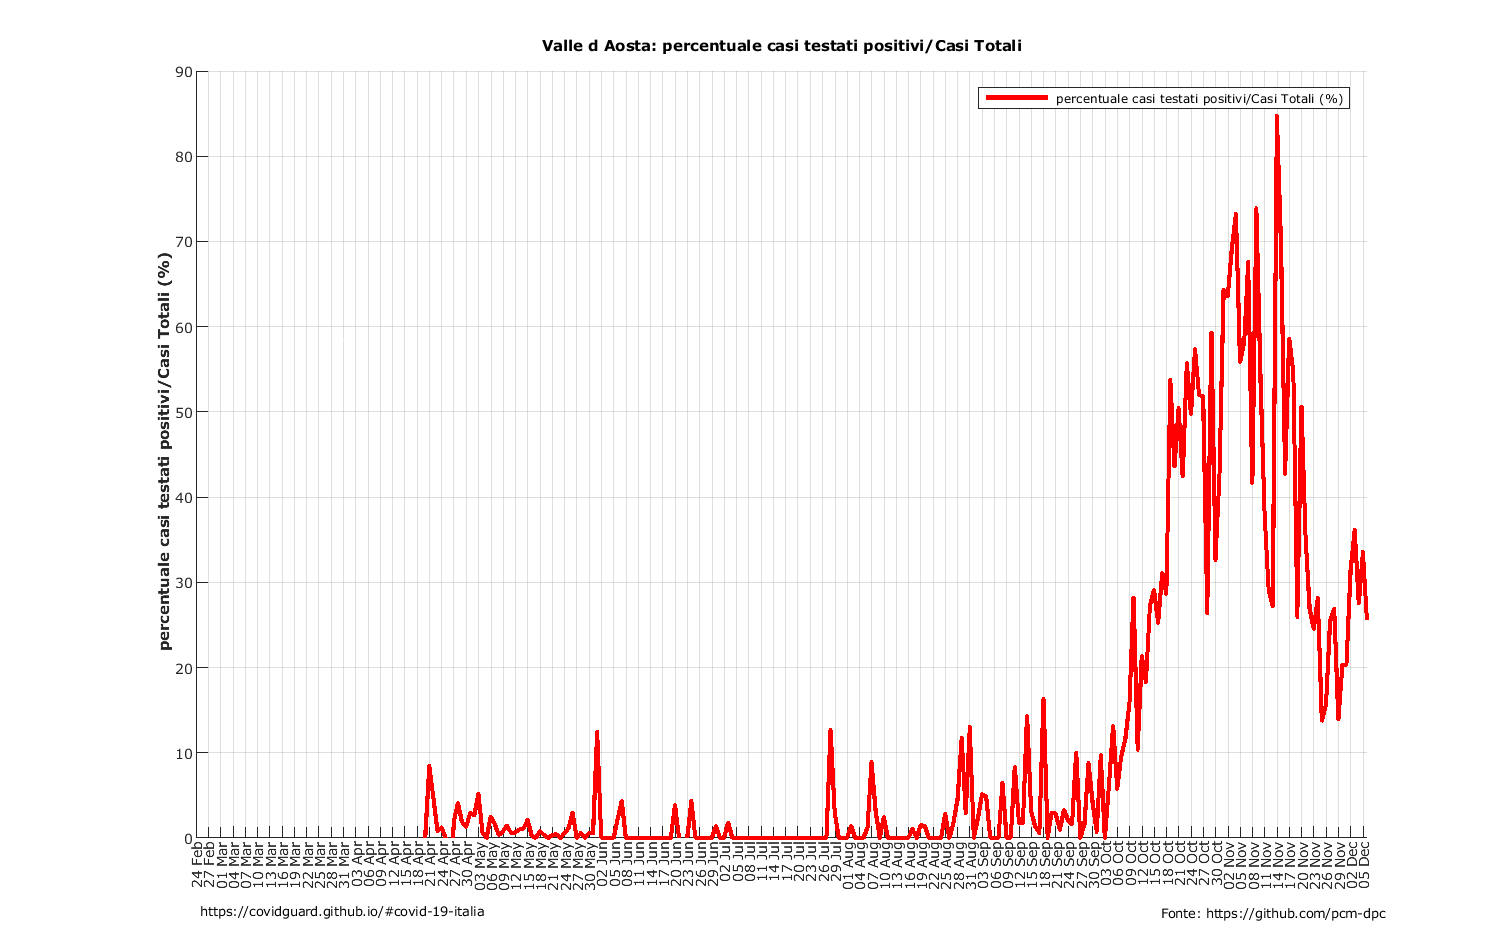 Valle d Aosta: percentuale casi testati positivi/Casi Totali
percentuale casi testati positivi/Casi Totali (%)
percentuale casi testati positivi/Casi Totali (%)
90
80
70
60
50
40
30
20
10
0
24 Feb
27 Feb
01 Mar
04 Mar
07 Mar
10 Mar
13 Mar
16 Mar
19 Mar
22 Mar
25 Mar
28 Mar
31 Mar
03 Apr
06 Apr
09 Apr
12 Apr
15 Apr
18 Apr
21 Apr
24 Apr
27 Apr
30 Apr
03 May
06 May
09 May
12 May
15 May
18 May
21 May
24 May
27 May
30 May
02 Jun
05 Jun
08 Jun
11 Jun
14 Jun
17 Jun
20 Jun
23 Jun
26 Jun
29 Jun
02 Jul
05 Jul
08 Jul
11 Jul
14 Jul
17 Jul
20 Jul
23 Jul
26 Jul
29 Jul
01 Aug
04 Aug
07 Aug
10 Aug
13 Aug
16 Aug
19 Aug
22 Aug
25 Aug
28 Aug
31 Aug
03 Sep
06 Sep
09 Sep
12 Sep
15 Sep
18 Sep
21 Sep
24 Sep
27 Sep
30 Sep
03 Oct
06 Oct
09 Oct
12 Oct
15 Oct
18 Oct
21 Oct
24 Oct
27 Oct
30 Oct
02 Nov
05 Nov
08 Nov
11 Nov
14 Nov
17 Nov
20 Nov
23 Nov
26 Nov
29 Nov
02 Dec
05 Dec
https://covidguard.github.io/#covid-19-italia
Fonte: https://github.com/pcm-dpc